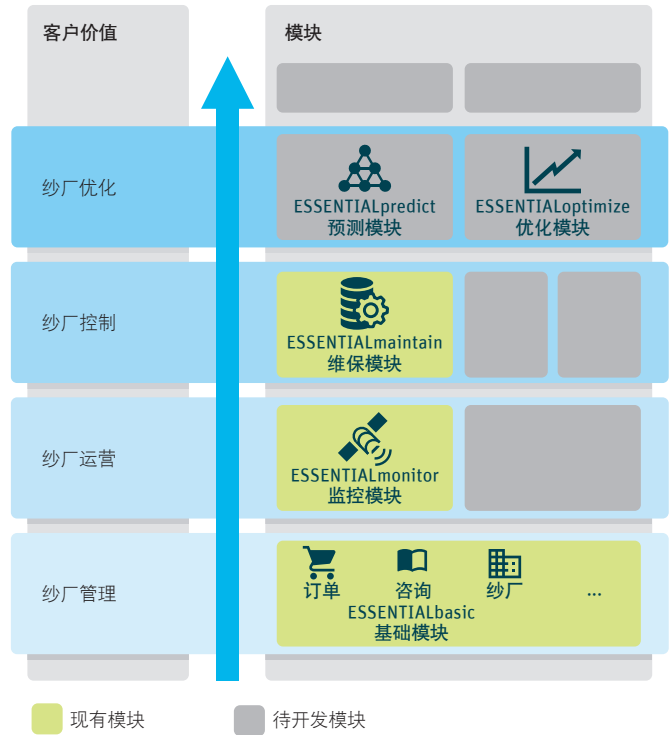 客户价值
模块
纱厂优化
ESSENTIALpredict
预测模块
ESSENTIALoptimize
优化模块
纱厂控制
ESSENTIALmaintain
维保模块
纱厂运营
ESSENTIALmonitor
监控模块
纱厂管理
订单
咨询
纱厂
...
ESSENTIALbasic
基础模块
现有模块
待开发模块